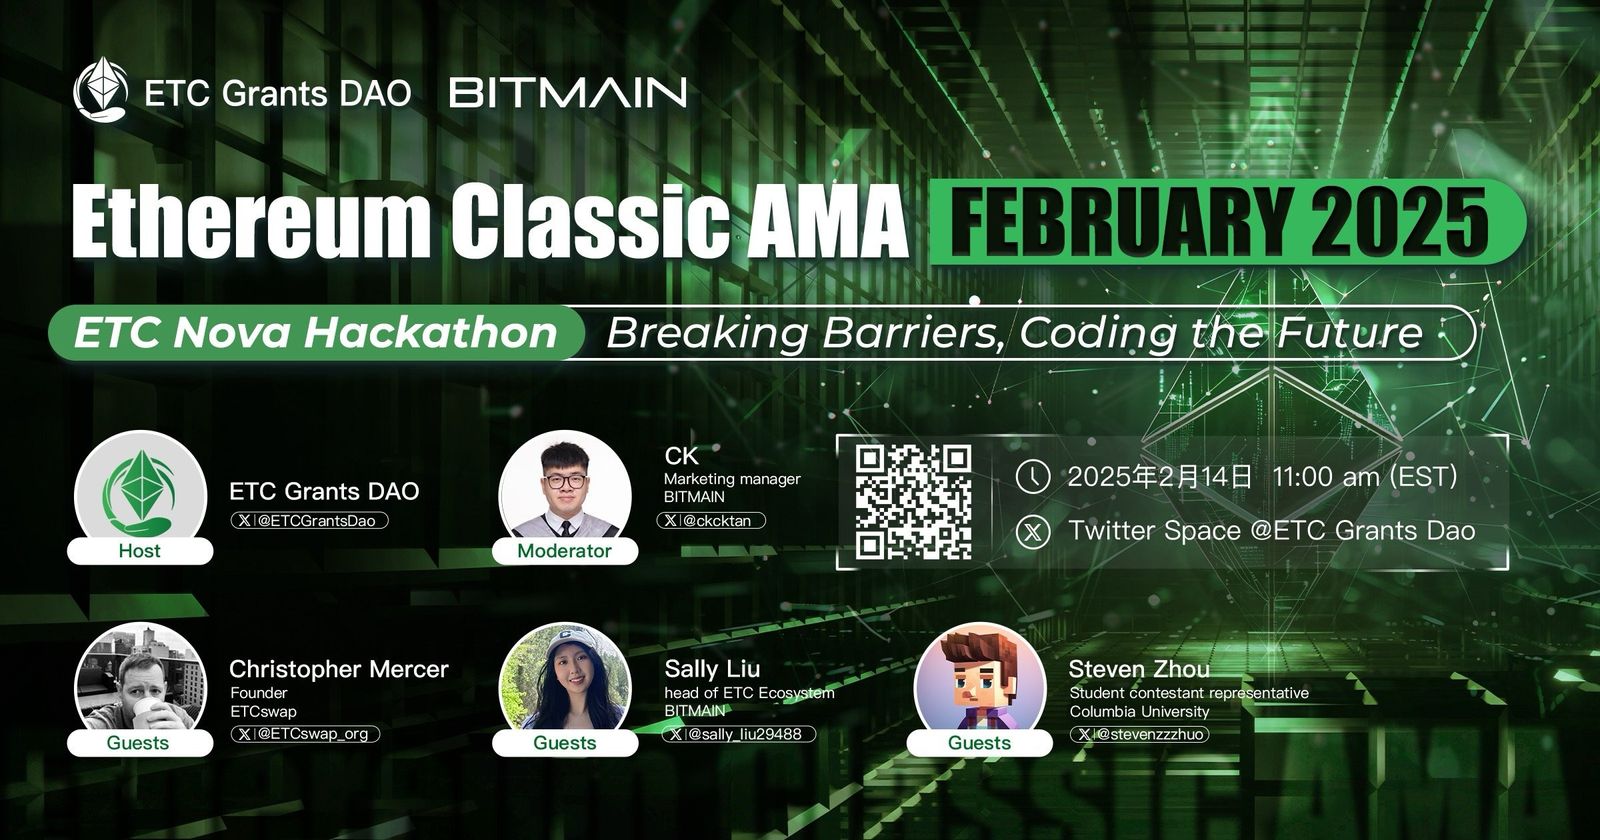 ETC Grants DAO BITMAIN
Ethereum Classic AMA FEBRUARY 2025
ETC Nova Hackathon Breaking Barriers, Coding the Future
ETC Grants DAO
@ETCGrantsDao
Host
CK
Marketing manager
BITMAIN
@ckcktan
Moderator
2025年2月14日 11:00 am (EST)
Twitter Space @ETC Grants Dao
Christopher Mercer
Founder
ETCswap
@ETCswap_org
Guests
Sally Liu
head of ETC Ecosystem
BITMAIN
@sally_liu29488
Guests
Steven Zhou
Student contestant representative
Columbia University
@stevenzzzhuo
Guests